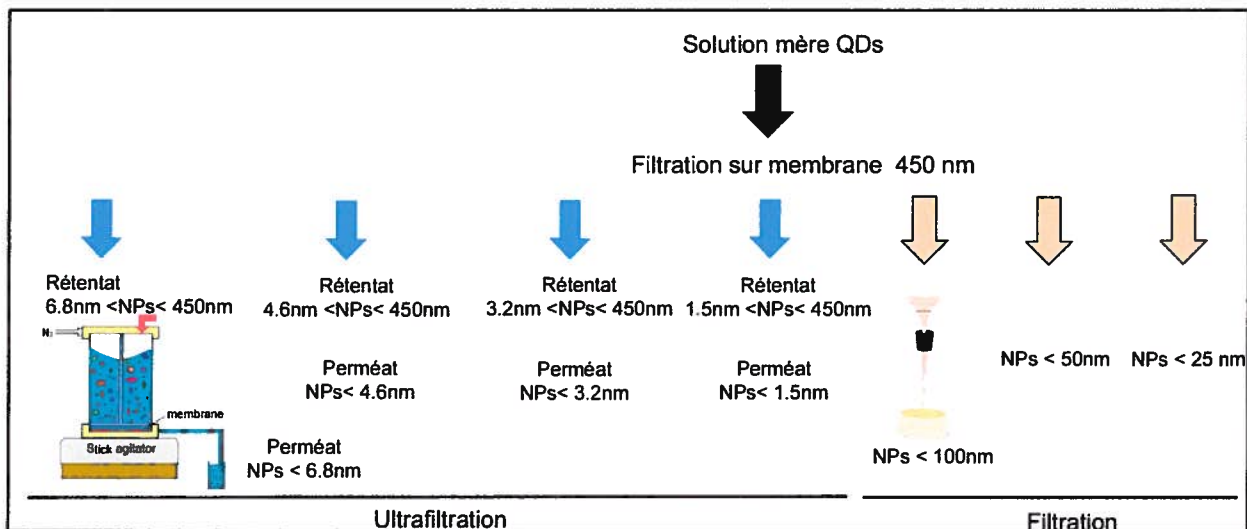 Solution mère QDs
Filtration sur membrane 450 nm
Rétentat
6.8nm <NPs< 450nm
Rétentat
4.6nm <NPs< 450nm
Rétentat
3.2nm <NPs< 450nm
Rétentat
1.5nm <NPs< 450nm
N₂
membrane
Stick agitator
Perméat
NPs < 6.8nm
Perméat
NPs< 4.6nm
Perméat
NPs< 3.2nm
Perméat
NPs< 1.5nm
NPs < 100nm
NPs < 50nm
NPs < 25 nm
Ultrafiltration
Filtration